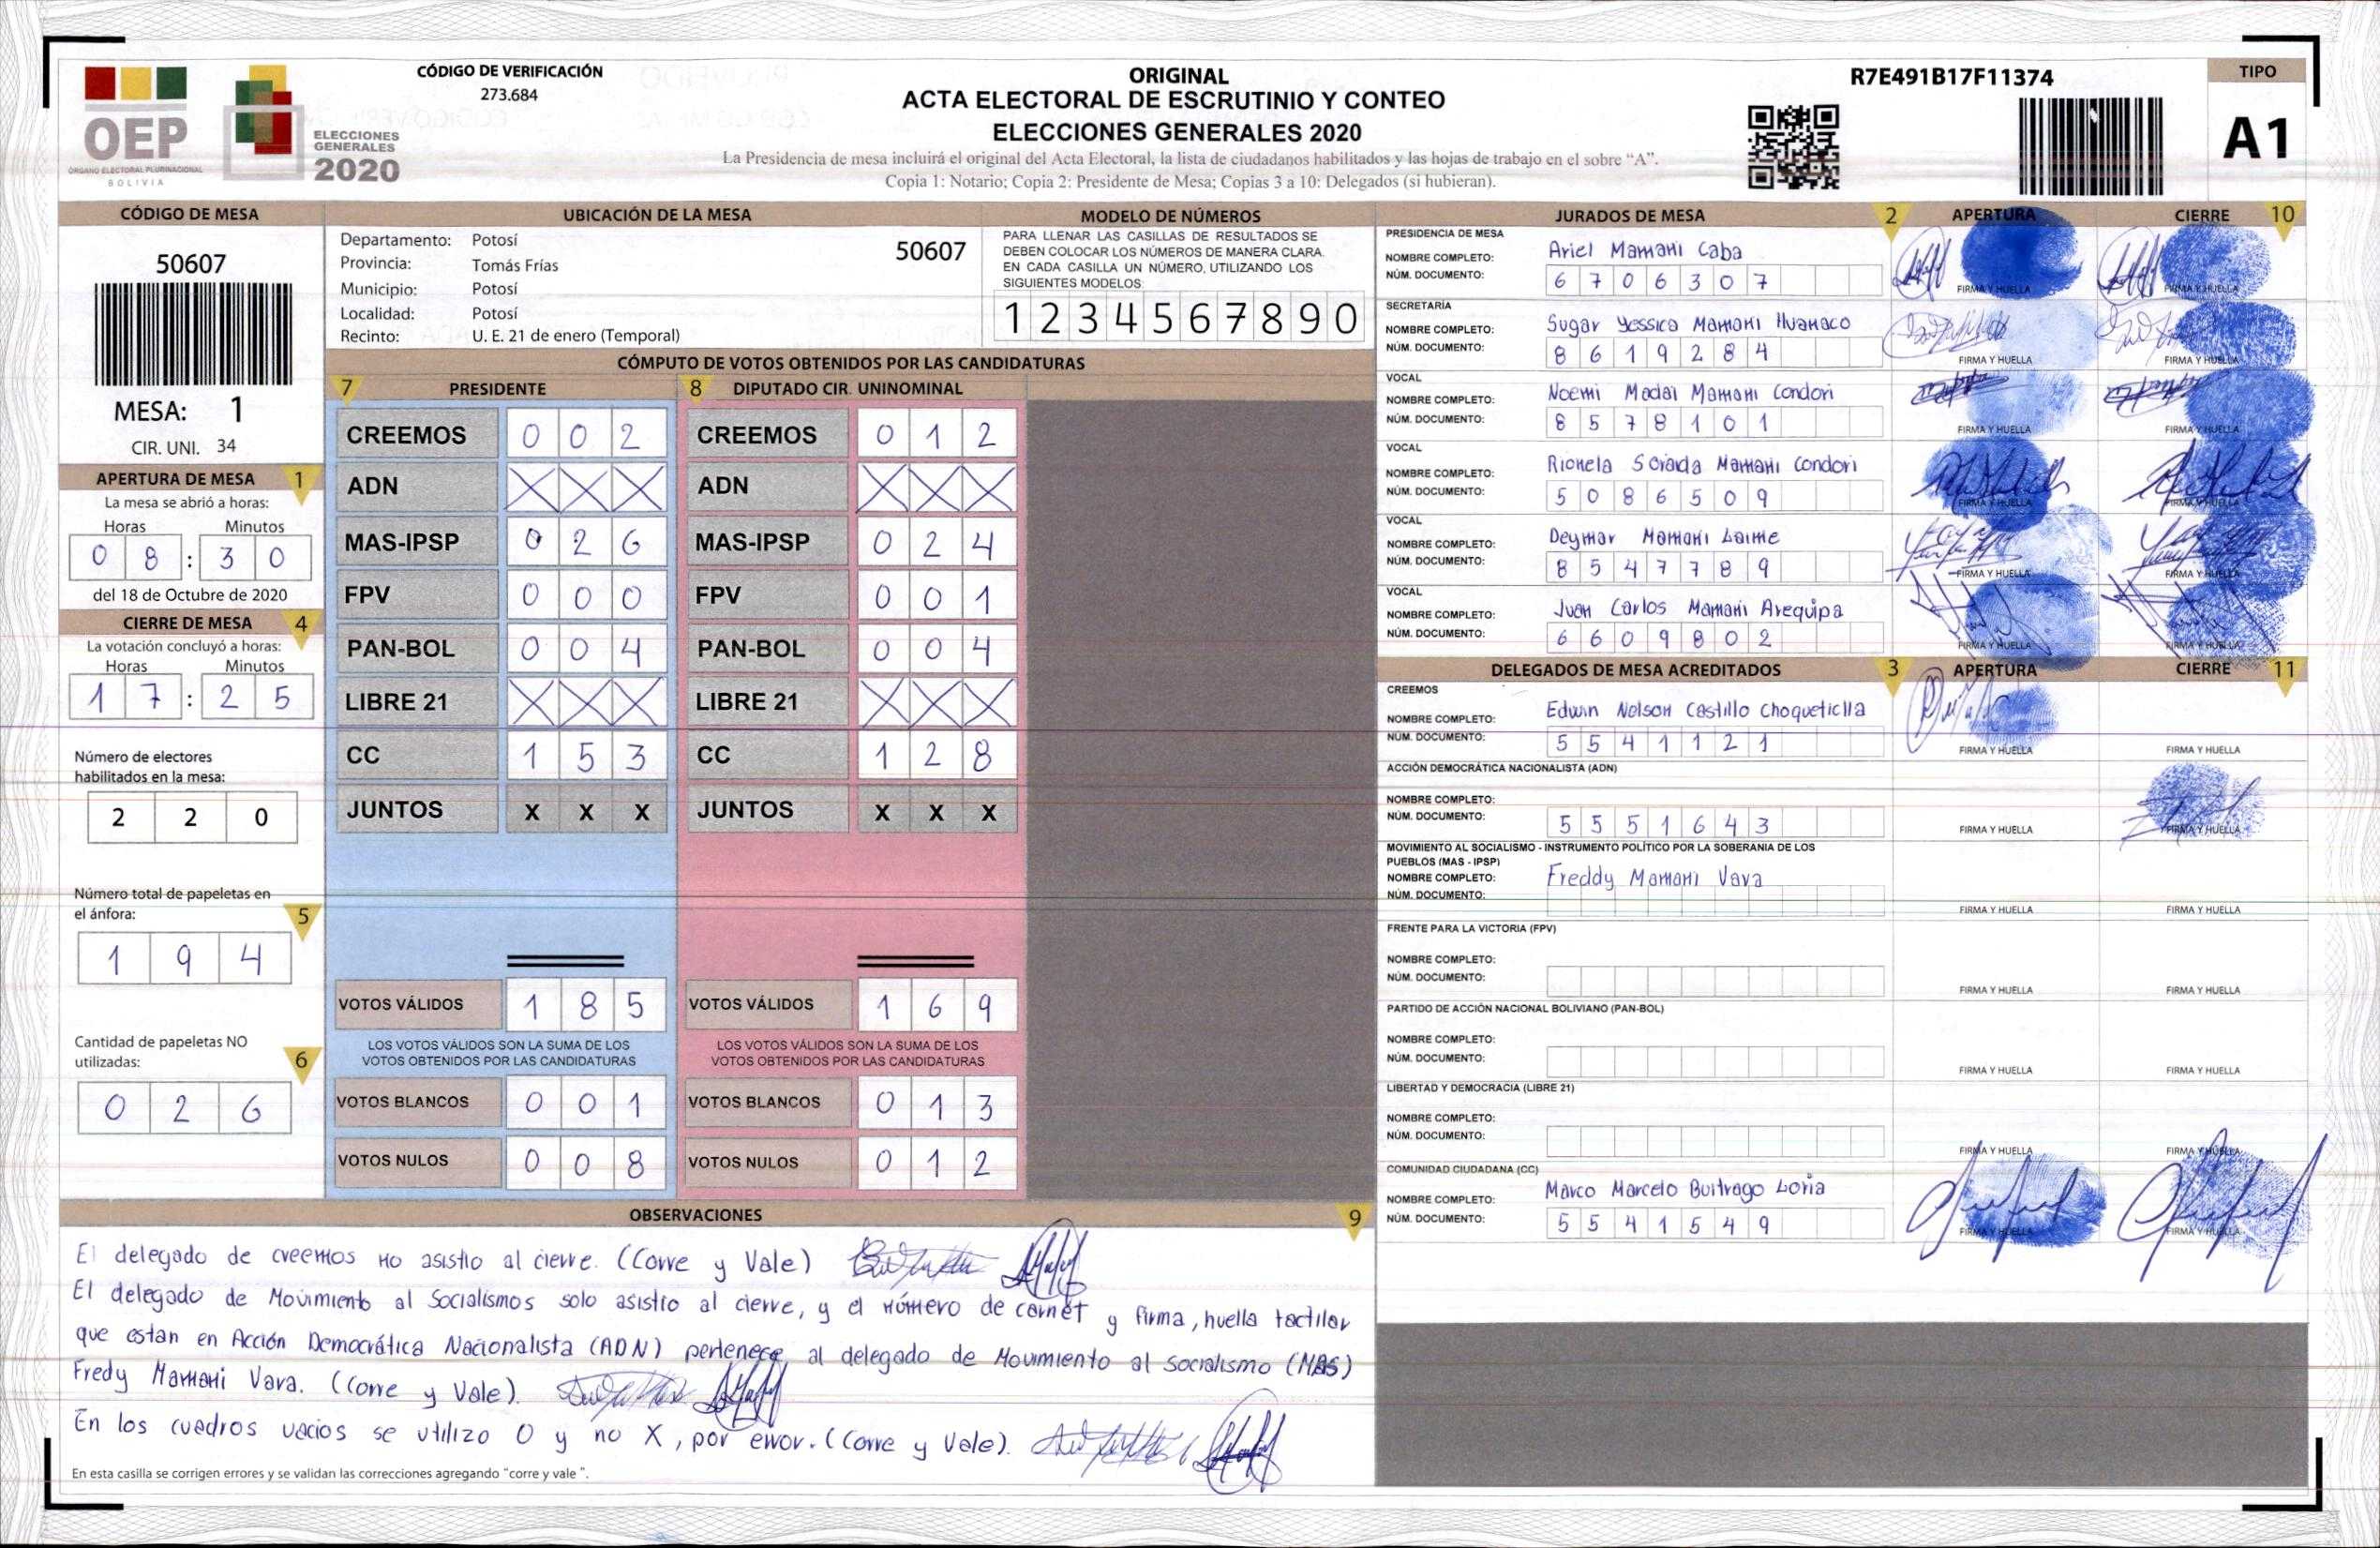 CÓDIGO DE VERIFICACIÓN
273.684
OEP
ÓRGANO ELECTORAL PLURINACIONAL
BOLIVIA
ELECCIONES
GENERALES
2020
ORIGINAL
ACTA ELECTORAL DE ESCRUTINIO Y CONTEO
ELECCIONES GENERALES 2020
La Presidencia de mesa incluirá el original del Acta Electoral, la lista de ciudadanos habilitados y las hojas de trabajo en el sobre “A”.
Copia 1: Notario; Copia 2: Presidente de Mesa; Copias 3 a 10: Delegados (si hubieran).
R7E491B17F11374
TIPO
A1
CÓDIGO DE MESA
50607
MESA: 1
CIR. UNI. 34
APERTURA DE MESA 1
La mesa se abrió a horas:
Horas Minutos
0 8 : 3 0
del 18 de Octubre de 2020
CIERRE DE MESA 4
La votación concluyó a horas:
Horas Minutos
1 7 : 2 5
Número de electores
habilitados en la mesa:
2 2 0
Número total de papeletas en
el ánfora: 5
1 9 4
Cantidad de papeletas NO
utilizadas: 6
0 2 6
UBICACIÓN DE LA MESA
Departamento: Potosí 50607
Provincia: Tomás Frías
Municipio: Potosí
Localidad: Potosí
Recinto: U. E. 21 de enero (Temporal)
MODELO DE NÚMEROS
PARA LLENAR LAS CASILLAS DE RESULTADOS SE
DEBEN COLOCAR LOS NÚMEROS DE MANERA CLARA.
EN CADA CASILLA UN NÚMERO, UTILIZANDO LOS
SIGUIENTES MODELOS:
1 2 3 4 5 6 7 8 9 0
CÓMPUTO DE VOTOS OBTENIDOS POR LAS CANDIDATURAS
7 PRESIDENTE 8 DIPUTADO CIR. UNINOMINAL
CREEMOS 0 0 2 CREEMOS 0 1 2
ADN X X X ADN X X X
MAS-IPSP 0 2 6 MAS-IPSP 0 2 4
FPV 0 0 0 FPV 0 0 1
PAN-BOL 0 0 4 PAN-BOL 0 0 4
LIBRE 21 X X X LIBRE 21 X X X
CC 1 5 3 CC 1 2 8
JUNTOS X X X JUNTOS X X X
VOTOS VÁLIDOS 1 8 5 VOTOS VÁLIDOS 1 6 9
LOS VOTOS VÁLIDOS SON LA SUMA DE LOS LOS VOTOS VÁLIDOS SON LA SUMA DE LOS
VOTOS OBTENIDOS POR LAS CANDIDATURAS VOTOS OBTENIDOS POR LAS CANDIDATURAS
VOTOS BLANCOS 0 0 1 VOTOS BLANCOS 0 1 3
VOTOS NULOS 0 0 8 VOTOS NULOS 0 1 2
OBSERVACIONES 9
El delegado de creemos no asistio al cierre. (Corre y Vale)
El delegado de Movimiento al Socialismos solo asistio al cierre, y el número de carnet y firma, huella tactilar
que estan en Acción Democrática Nacionalista (ADN) pertenece al delegado de Movimiento al Socialismo (MAS)
Fredy Mamani Vara. (Corre y Vale).
En los cuadros vacios se utilizo 0 y no X, por error. (Corre y Vale).
En esta casilla se corrigen errores y se validan las correcciones agregando “corre y vale ”.
JURADOS DE MESA 2 APERTURA CIERRE 10
PRESIDENCIA DE MESA
NOMBRE COMPLETO: Ariel Mamani Caba
NÚM. DOCUMENTO: 6 7 0 6 3 0 7
FIRMA Y HUELLA FIRMA Y HUELLA
SECRETARÍA
NOMBRE COMPLETO: Sugar Yessica Mamani Huanaco
NÚM. DOCUMENTO: 8 6 1 9 2 8 4
FIRMA Y HUELLA FIRMA Y HUELLA
VOCAL
NOMBRE COMPLETO: Noemi Madai Mamani Condori
NÚM. DOCUMENTO: 8 5 7 8 1 0 1
FIRMA Y HUELLA FIRMA Y HUELLA
VOCAL
NOMBRE COMPLETO: Rionela Mamani Condori
NÚM. DOCUMENTO: 5 0 8 6 5 0 9
FIRMA Y HUELLA FIRMA Y HUELLA
VOCAL
NOMBRE COMPLETO: Deymar Mamani Laime
NÚM. DOCUMENTO: 8 5 4 7 7 8 9
FIRMA Y HUELLA FIRMA Y HUELLA
VOCAL
NOMBRE COMPLETO: Juan Carlos Mamani Arequipa
NÚM. DOCUMENTO: 6 6 0 9 8 0 2
FIRMA Y HUELLA FIRMA Y HUELLA
DELEGADOS DE MESA ACREDITADOS 3 APERTURA CIERRE 11
CREEMOS
NOMBRE COMPLETO: Edwin Nelson Castillo Choqueticlla
NÚM. DOCUMENTO: 5 5 4 1 1 2 1
FIRMA Y HUELLA FIRMA Y HUELLA
ACCIÓN DEMOCRÁTICA NACIONALISTA (ADN)
NOMBRE COMPLETO:
NÚM. DOCUMENTO: 5 5 5 1 6 4 3
FIRMA Y HUELLA FIRMA Y HUELLA
MOVIMIENTO AL SOCIALISMO - INSTRUMENTO POLÍTICO POR LA SOBERANIA DE LOS
PUEBLOS (MAS - IPSP)
NOMBRE COMPLETO: Freddy Mamani Vara
NÚM. DOCUMENTO:
FIRMA Y HUELLA FIRMA Y HUELLA
FRENTE PARA LA VICTORIA (FPV)
NOMBRE COMPLETO:
NÚM. DOCUMENTO:
FIRMA Y HUELLA FIRMA Y HUELLA
PARTIDO DE ACCIÓN NACIONAL BOLIVIANO (PAN-BOL)
NOMBRE COMPLETO:
NÚM. DOCUMENTO:
FIRMA Y HUELLA FIRMA Y HUELLA
LIBERTAD Y DEMOCRACIA (LIBRE 21)
NOMBRE COMPLETO:
NÚM. DOCUMENTO:
FIRMA Y HUELLA FIRMA Y HUELLA
COMUNIDAD CIUDADANA (CC)
NOMBRE COMPLETO: Marco Marcelo Buitrago Loria
NÚM. DOCUMENTO: 5 5 4 1 5 4 9
FIRMA Y HUELLA FIRMA Y HUELLA